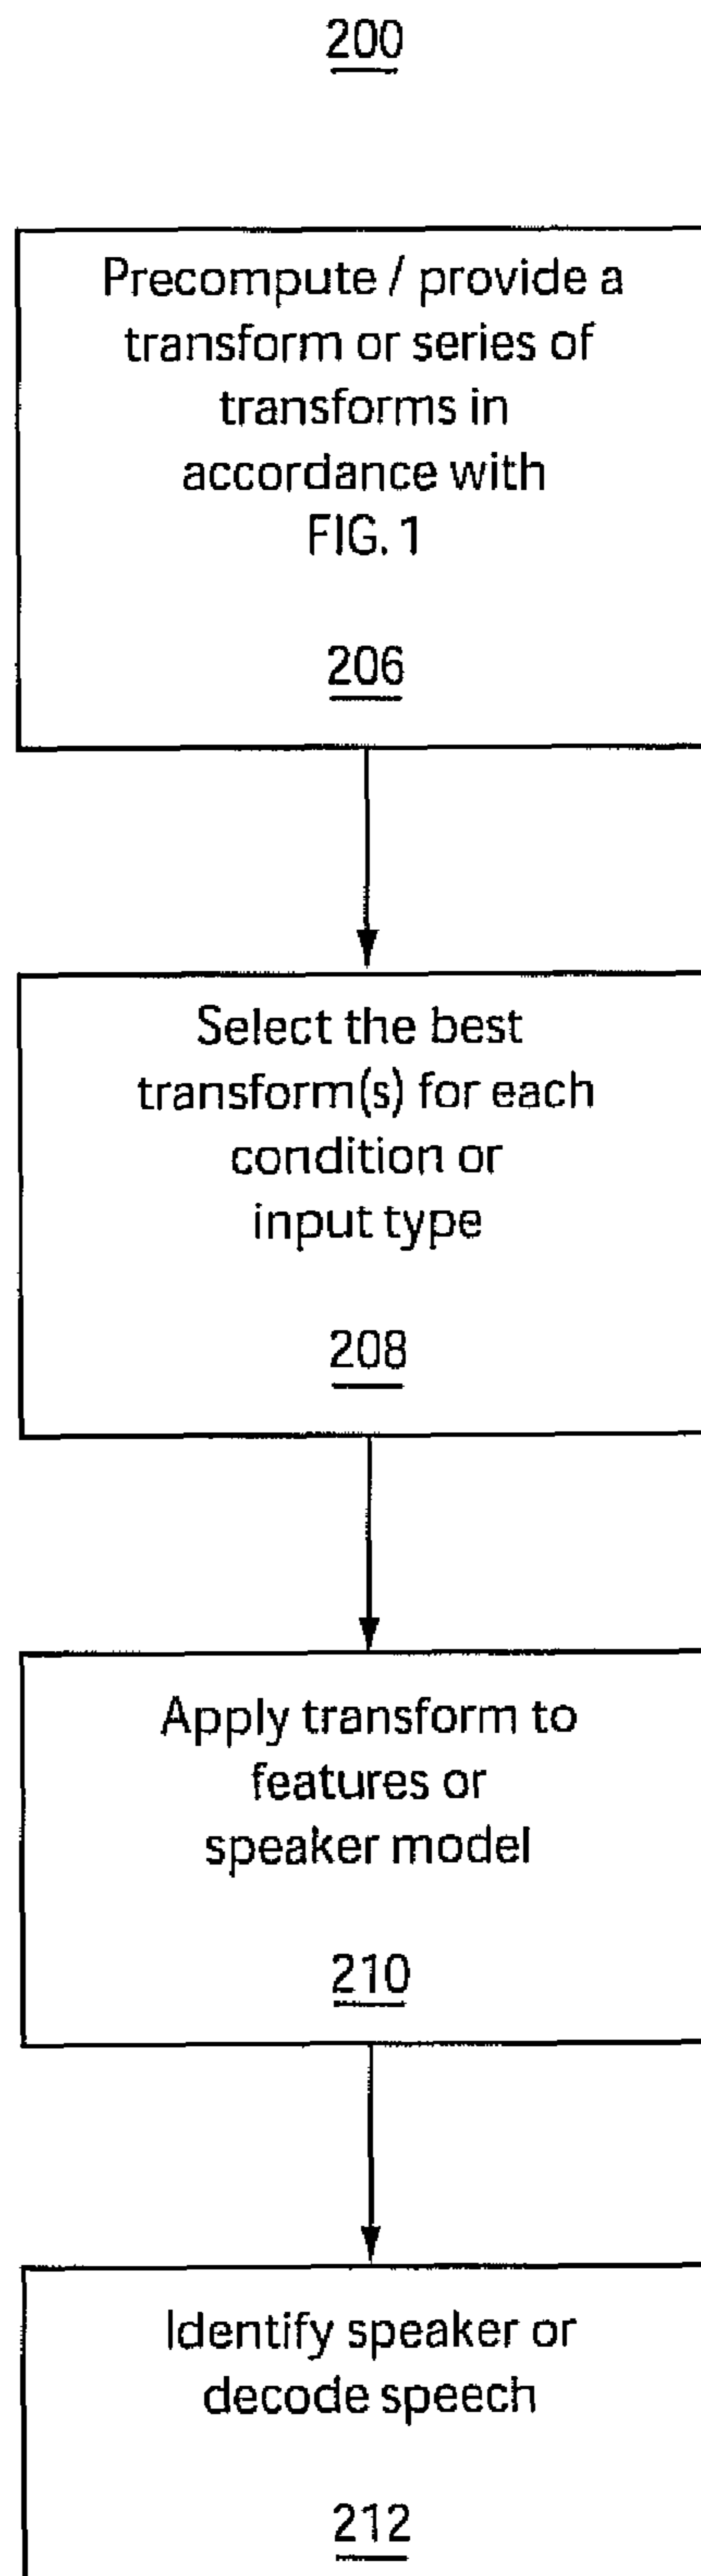 200
Precompute / provide a
transform or series of
transforms in
accordance with
FIG. 1
206
Select the best
transform(s) for each
condition or
input type
208
Apply transform to
features or
speaker model
210
Identify speaker or
decode speech
212